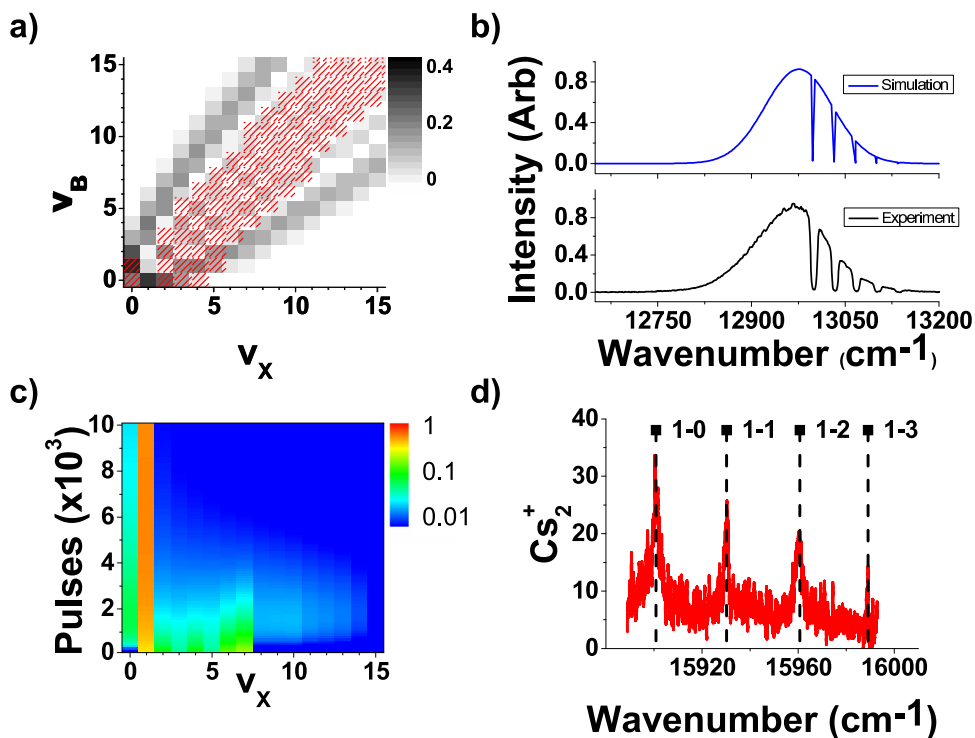 a)
15
10
5
0
v_B
0 5 10 15
v_X
0.4
0.2
0
b)
Intensity (Arb)
0.8
0.4
0.0
Simulation
0.8
0.4
0.0
Experiment
12750 12900 13050 13200
Wavenumber (cm-1)
c)
Pulses (x10^3)
10
8
6
4
2
0
0 5 10 15
v_X
1
0.1
0.01
d)
Cs_2^+
40
30
20
10
0
1-0 1-1 1-2 1-3
15920 15960 16000
Wavenumber (cm-1)